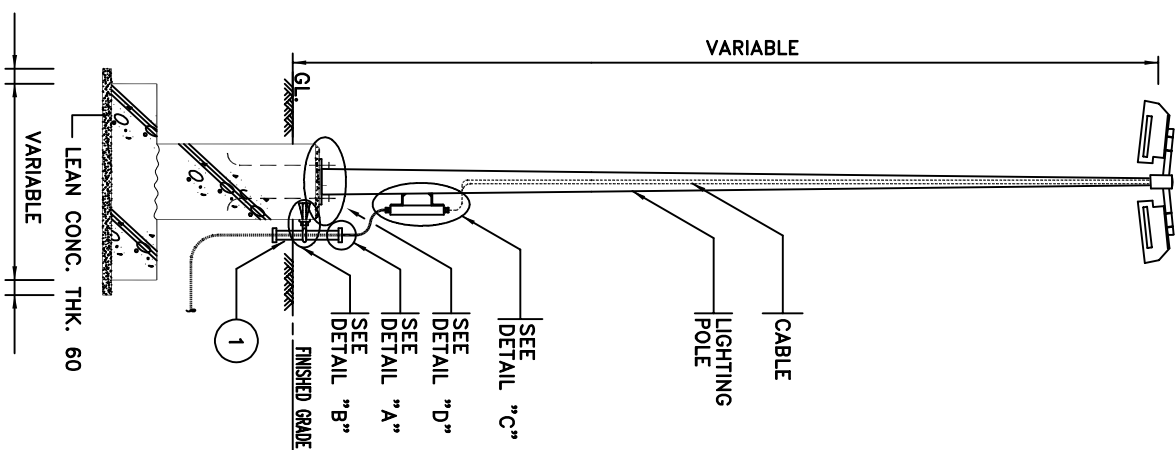 VARIABLE
GL.
CABLE
LIGHTING
POLE
SEE
DETAIL "C"
SEE
DETAIL "D"
SEE
DETAIL "A"
SEE
DETAIL "B"
FINISHED GRADE
1
LEAN CONC. THK. 60
VARIABLE